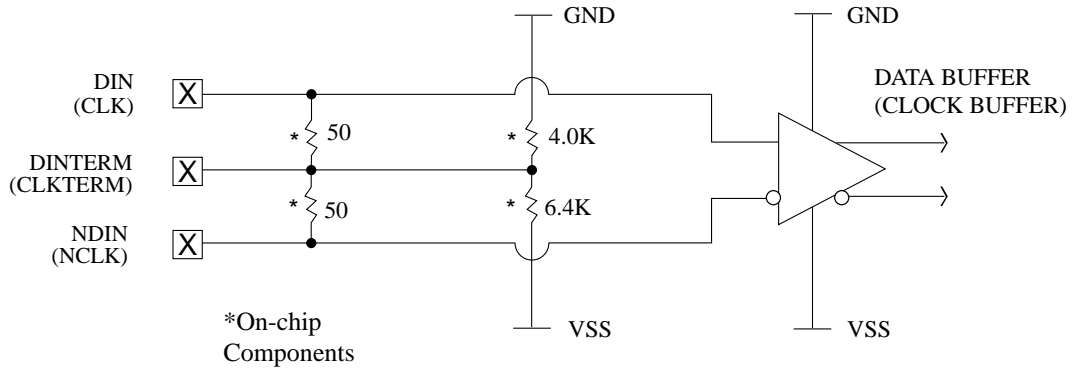 GND
GND
DIN
(CLK)
X
DATA BUFFER
(CLOCK BUFFER)
* 50
* 4.0K
DINTERM
(CLKTERM)
X
* 50
* 6.4K
NDIN
(NCLK)
X
*On-chip
Components
VSS
VSS